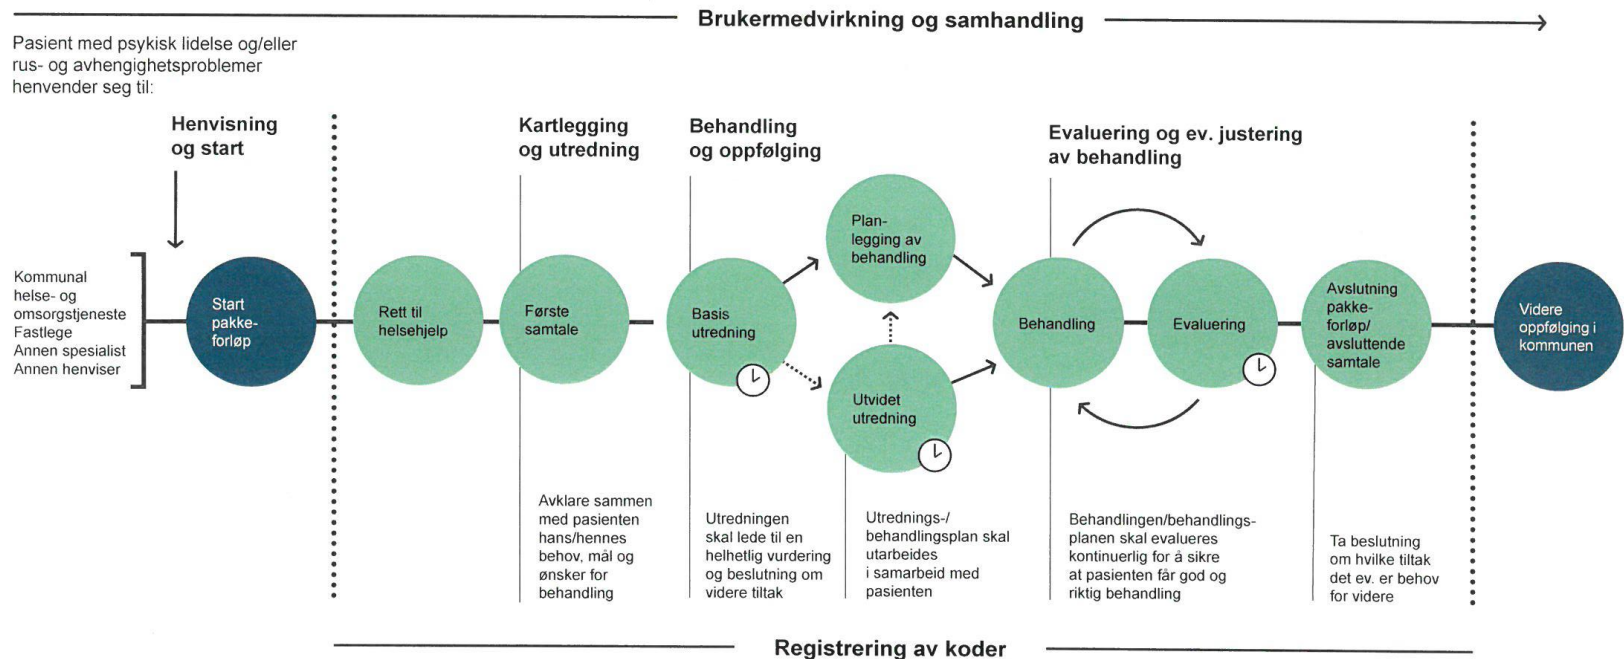 Brukermedvirkning og samhandling
Pasient med psykisk lidelse og/eller
rus- og avhengighetsproblemer
henvender seg til:
Henvisning
og start
Kartlegging
og utredning
Behandling
og oppfølging
Evaluering og ev. justering
av behandling
Kommunal
helse- og
omsorgstjeneste
Fastlege
Annen spesialist
Annen henviser
Start
pakke-
forløp
Rett til
helsehjelp
Første
samtale
Basis
utredning
Plan-
legging av
behandling
Utvidet
utredning
Behandling
Evaluering
Avslutning
pakke-
forløp/
avsluttende
samtale
Videre
oppfølging i
kommunen
Avklare sammen
med pasienten
hans/hennes
behov, mål og
ønsker for
behandling
Utredningen
skal lede til en
helhetlig vurdering
og beslutning om
videre tiltak
Utrednings-/
behandlingsplan skal
utarbeides
i samarbeid med
pasienten
Behandlingen/behandlings-
planen skal evalueres
kontinuerlig for å sikre
at pasienten får god og
riktig behandling
Ta beslutning
om hvilke tiltak
det ev. er behov
for videre
Registrering av koder